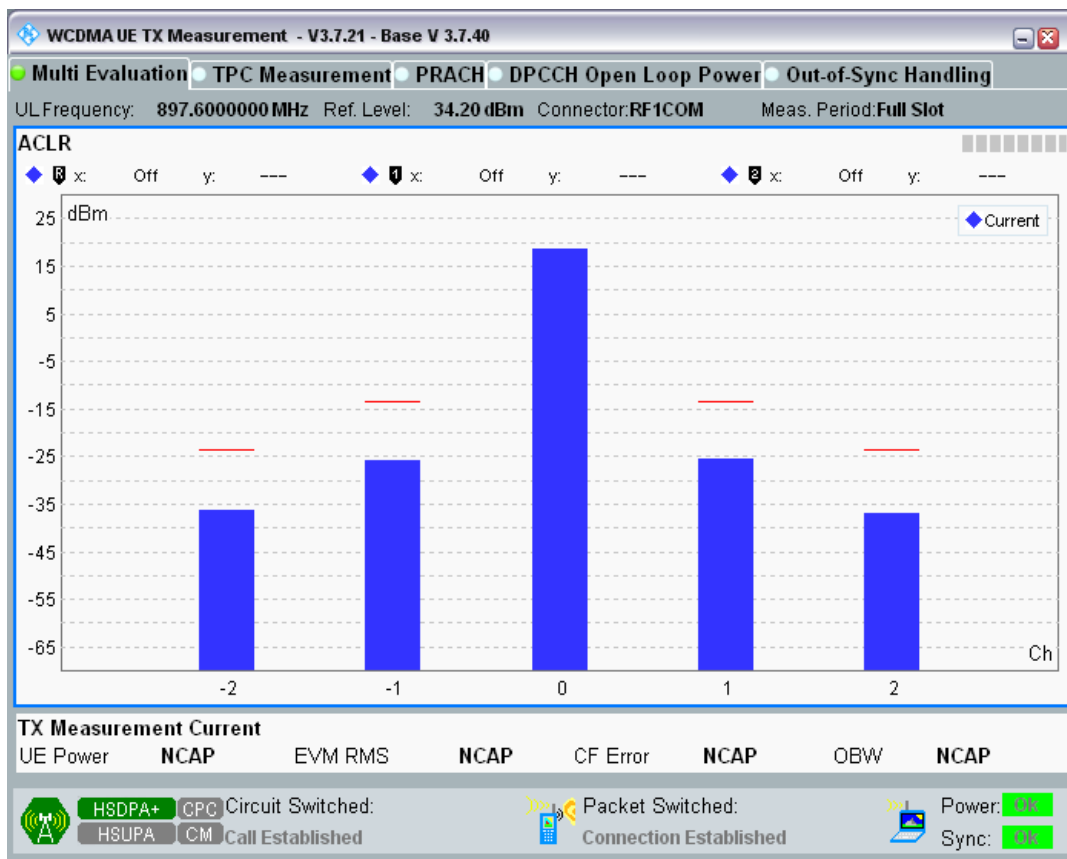 WCDMA UE TX Measurement - V3.7.21 - Base V 3.7.40
Multi Evaluation TPC Measurement PRACH DPCCH Open Loop Power Out-of-Sync Handling
UL Frequency: 897.6000000 MHz Ref. Level: 34.20 dBm Connector:RF1COM Meas. Period:Full Slot
ACLR
R x: Off y: --- 1 x: Off y: --- 2 x: Off y: ---
dBm
Current
25
15
5
-5
-15
-25
-35
-45
-55
-65
Ch
-2 -1 0 1 2
TX Measurement Current
UE Power NCAP EVM RMS NCAP CF Error NCAP OBW NCAP
HSDPA+ CPC Circuit Switched: Packet Switched: Power: OK
HSUPA CM Call Established Connection Established Sync: OK